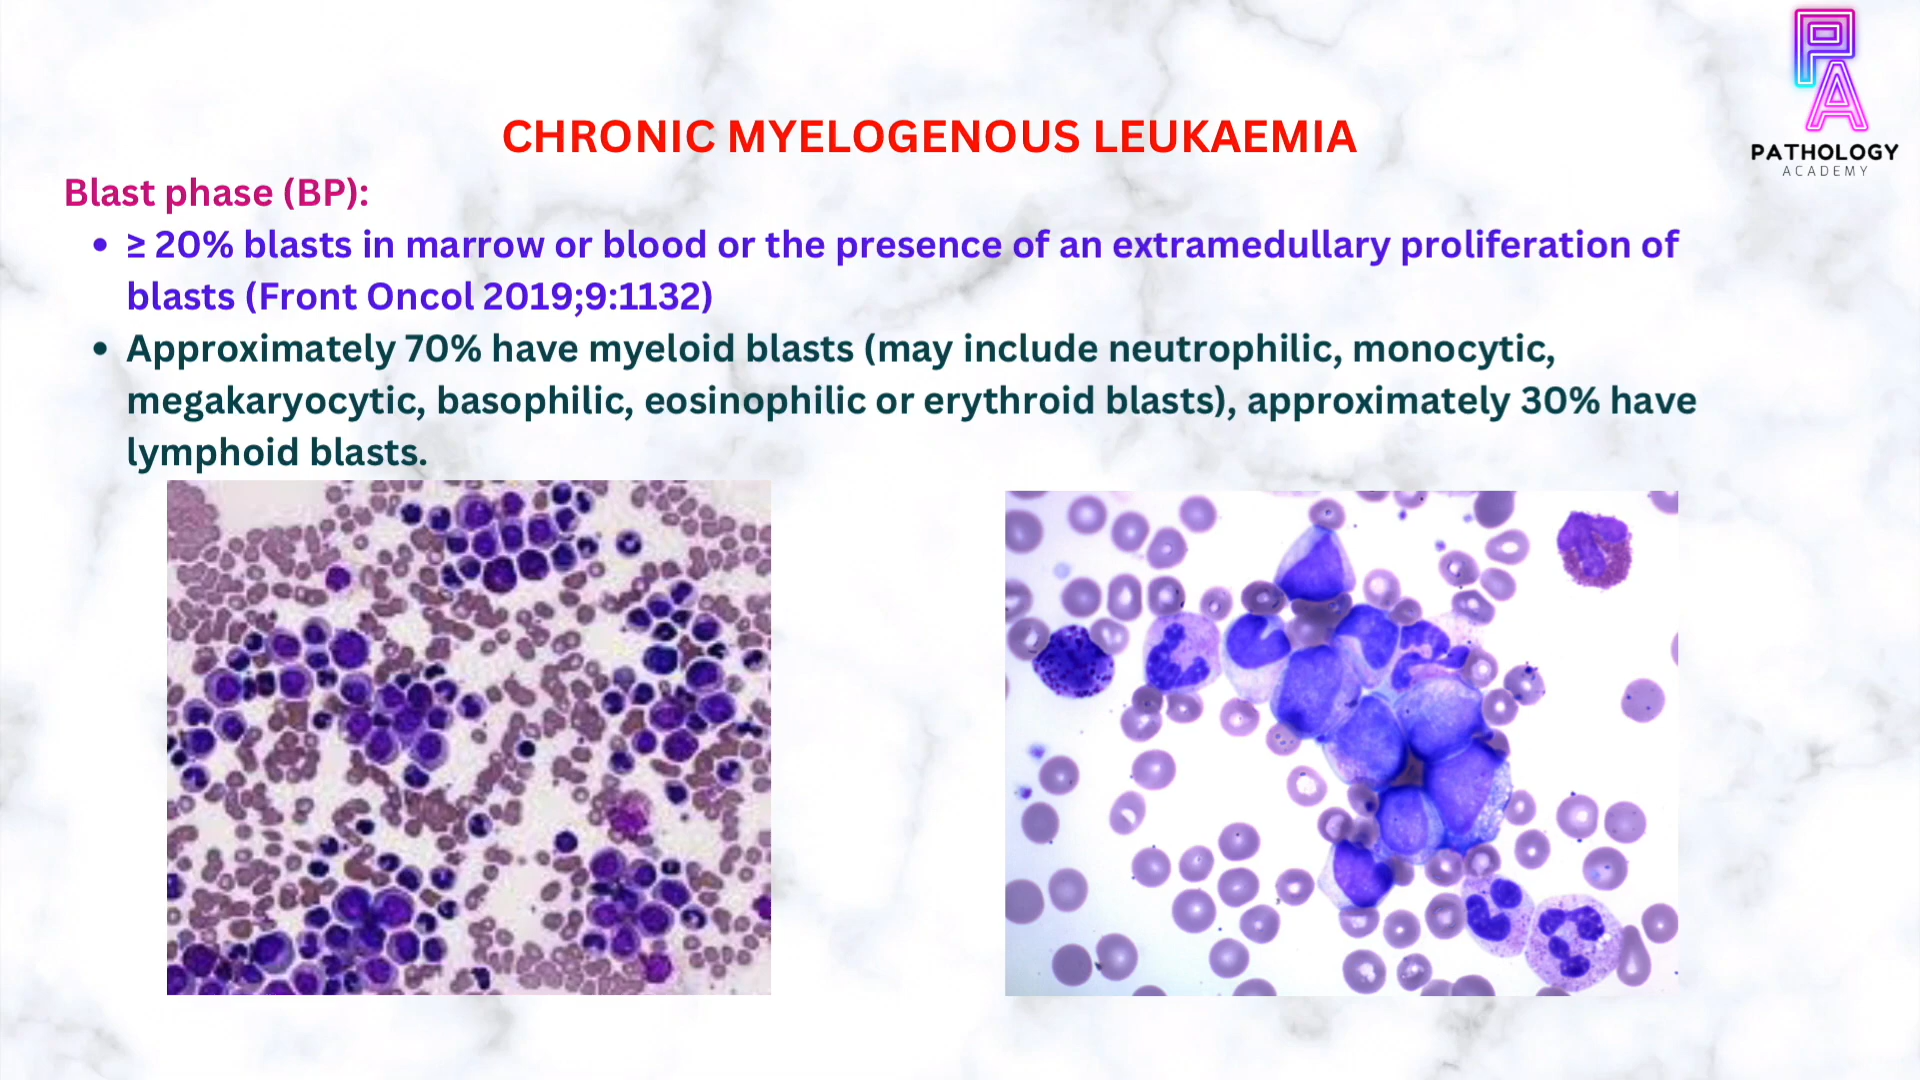 PA
PATHOLOGY
ACADEMY
CHRONIC MYELOGENOUS LEUKAEMIA
Blast phase (BP):
• ≥ 20% blasts in marrow or blood or the presence of an extramedullary proliferation of
blasts (Front Oncol 2019;9:1132)
• Approximately 70% have myeloid blasts (may include neutrophilic, monocytic,
megakaryocytic, basophilic, eosinophilic or erythroid blasts), approximately 30% have
lymphoid blasts.